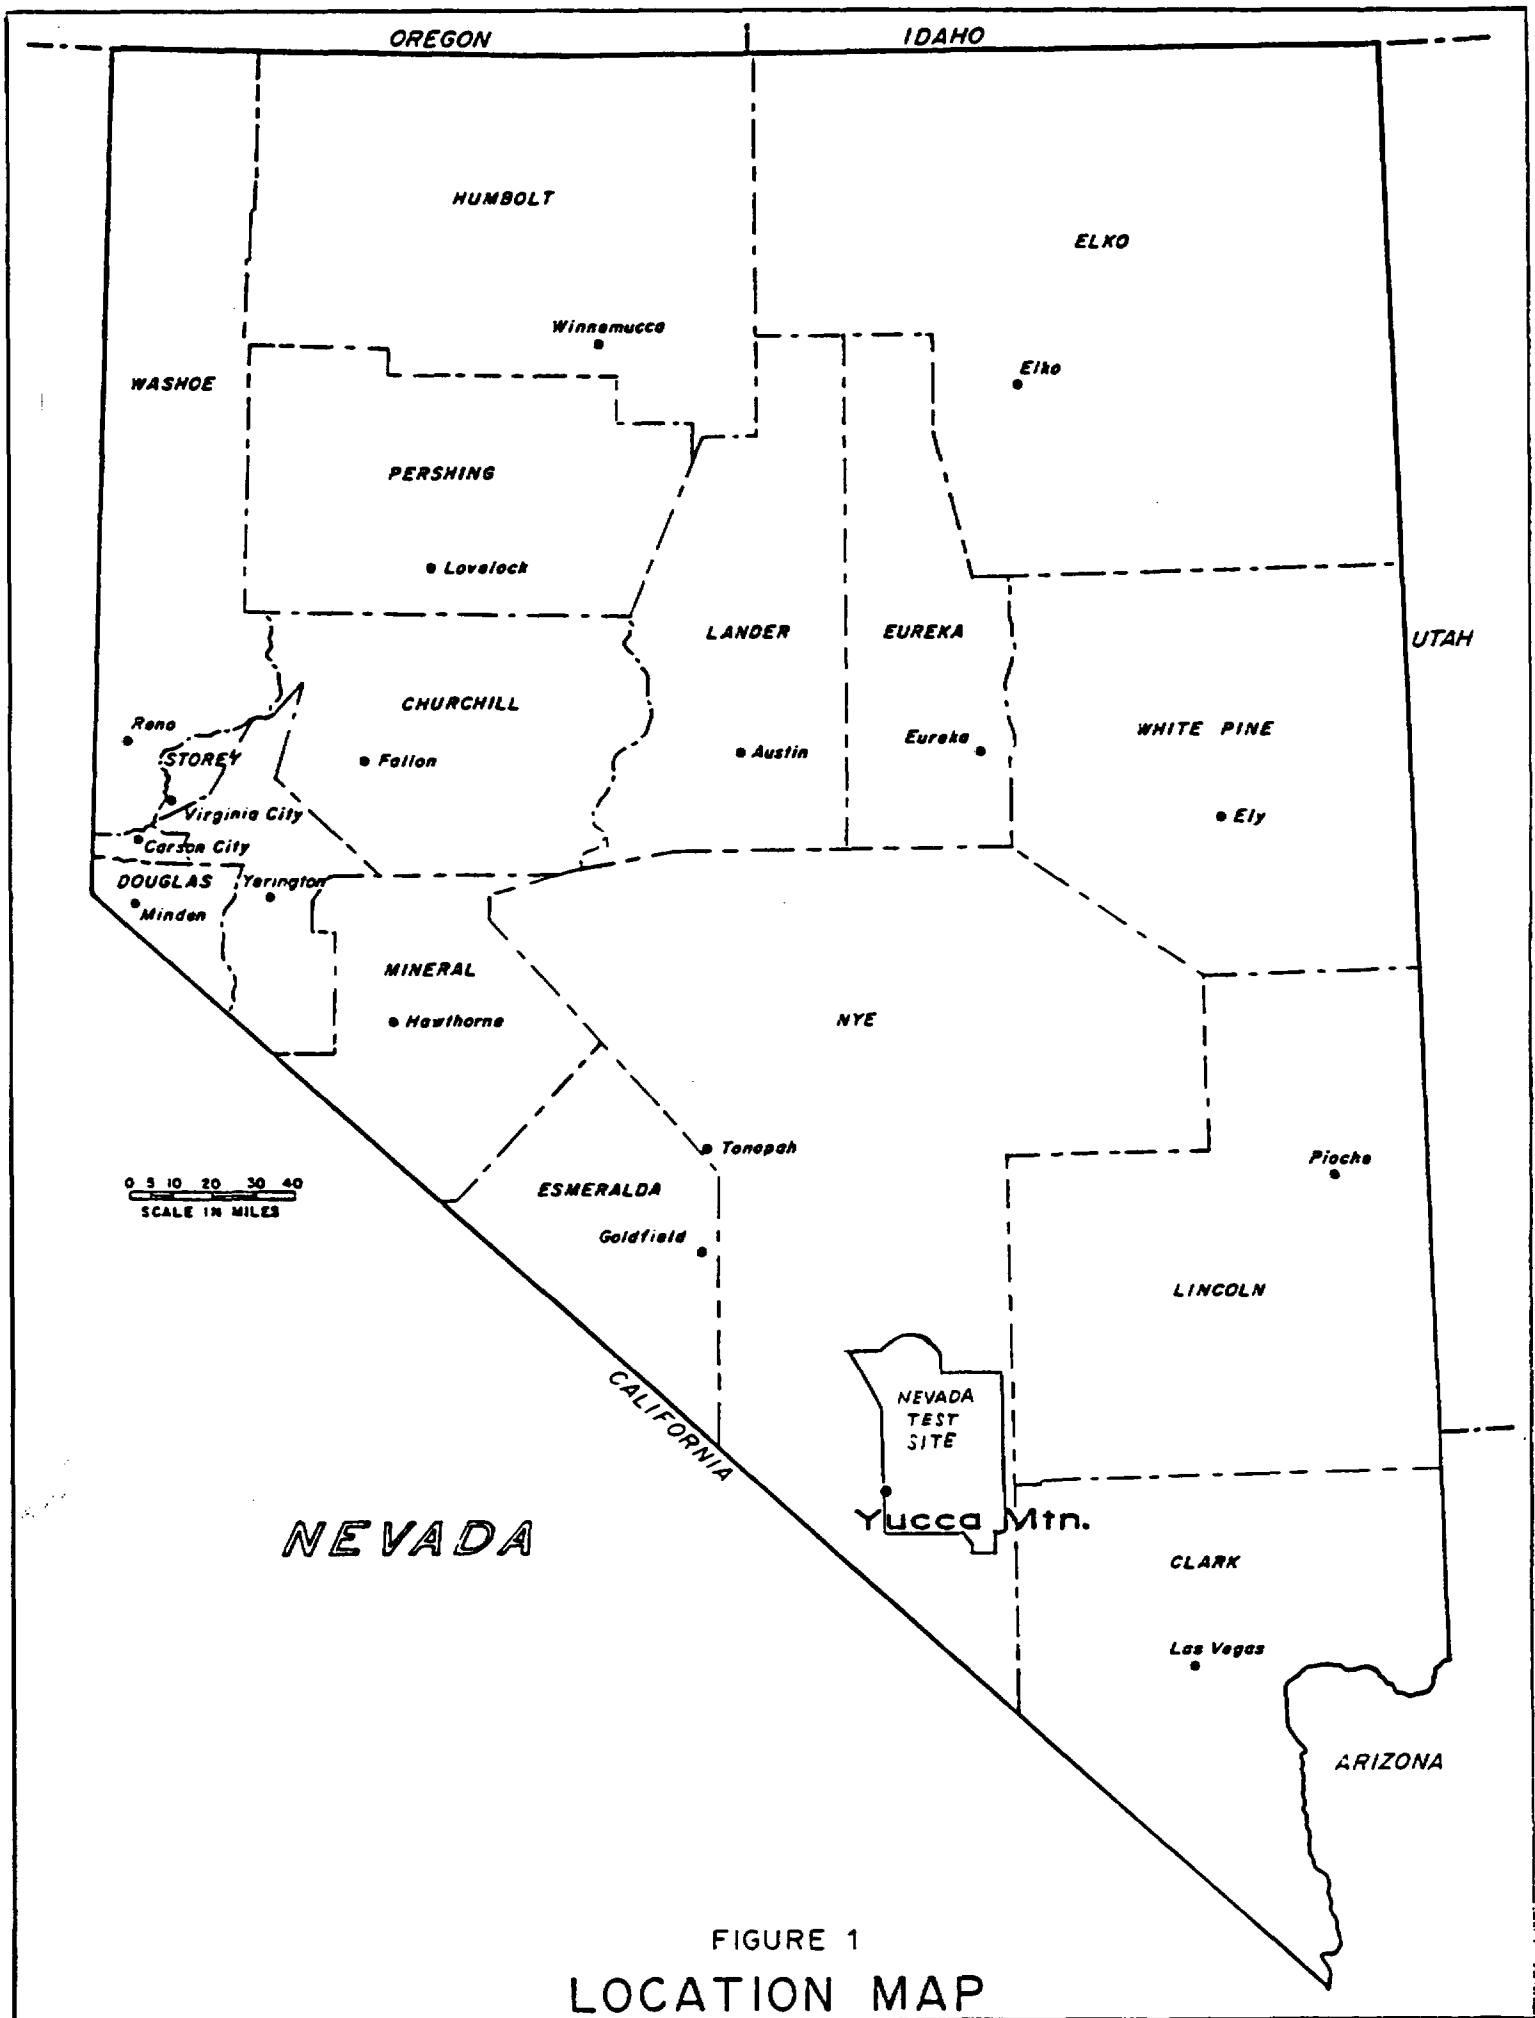 OREGON
IDAHO
HUMBOLT
ELKO
Winnemucca
Elko
WASHOE
PERSHING
Lovelock
LANDER
EUREKA
UTAH
CHURCHILL
Reno
STOREY
Fallon
Austin
Eureka
WHITE PINE
Virginia City
Ely
Carson City
DOUGLAS
Yerington
Minden
MINERAL
Hawthorne
NYE
Tonopah
Pioche
0 5 10 20 30 40
SCALE IN MILES
ESMERALDA
Goldfield
LINCOLN
CALIFORNIA
NEVADA
TEST
SITE
Yucca Mtn.
NEVADA
CLARK
Las Vegas
ARIZONA
FIGURE 1
LOCATION MAP